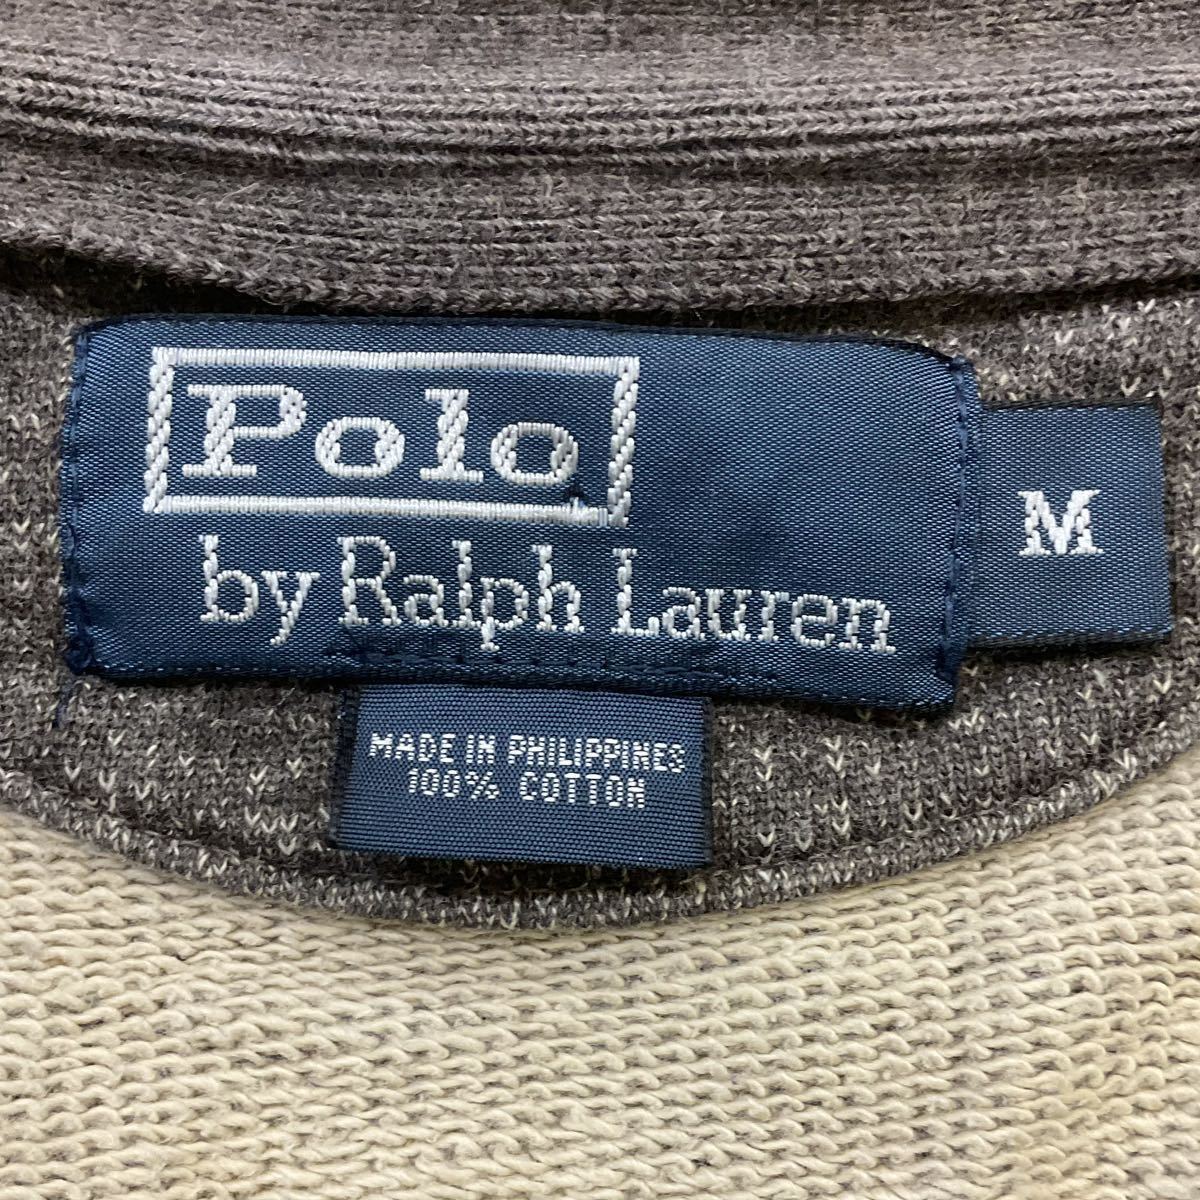 Polo
by Ralph Lauren
M
MADE IN PHILIPPINES
100% COTTON